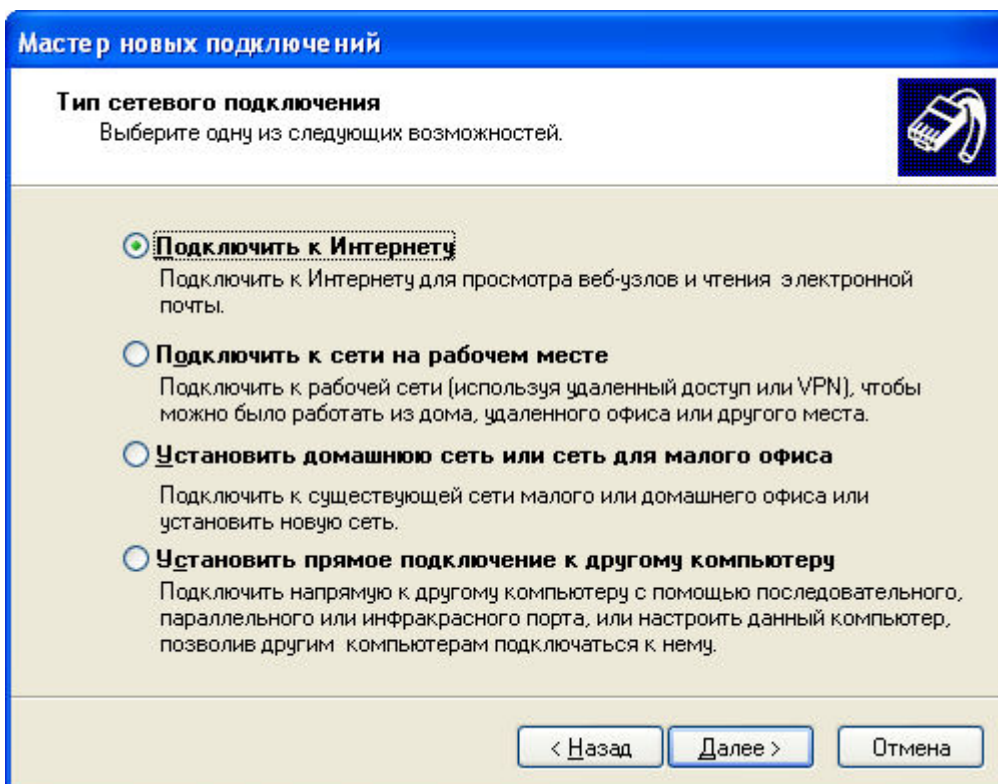 Мастер новых подключений
Тип сетевого подключения
Выберите одну из следующих возможностей.
Подключить к Интернету
Подключить к Интернету для просмотра веб-узлов и чтения электронной
почты.
Подключить к сети на рабочем месте
Подключить к рабочей сети (используя удаленный доступ или VPN), чтобы
можно было работать из дома, удаленного офиса или другого места.
Установить домашнюю сеть или сеть для малого офиса
Подключить к существующей сети малого или домашнего офиса или
установить новую сеть.
Установить прямое подключение к другому компьютеру
Подключить напрямую к другому компьютеру с помощью последовательного,
параллельного или инфракрасного порта, или настроить данный компьютер,
позволив другим компьютерам подключаться к нему.
< Назад Далее > Отмена